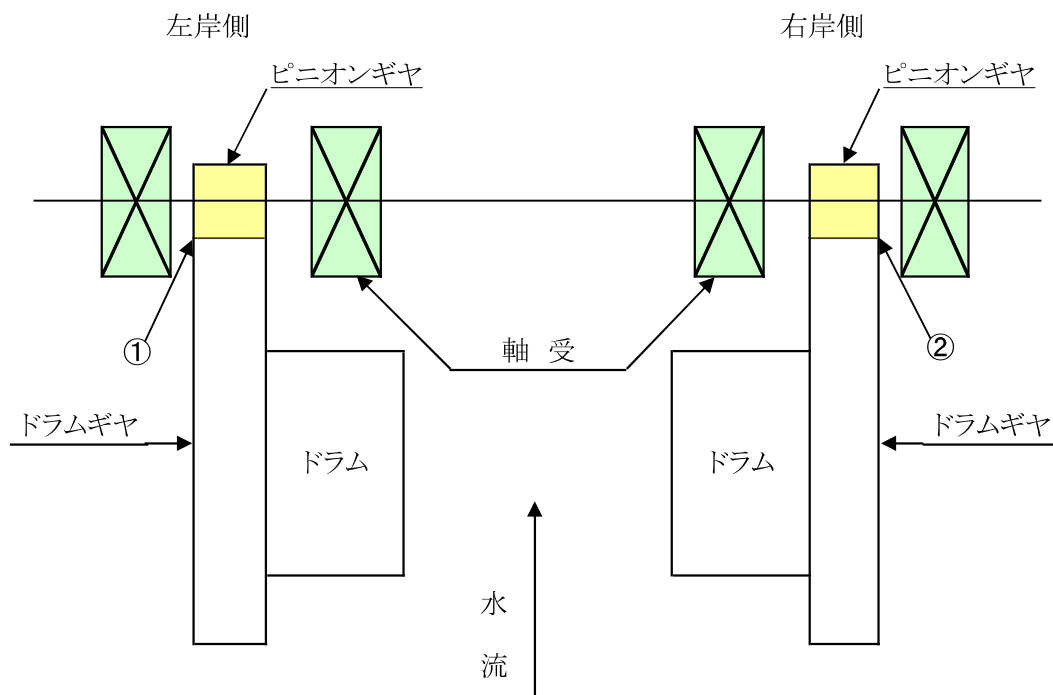 左岸側
右岸側
ピニオンギヤ
ピニオンギヤ
①
②
軸 受
ドラムギヤ
ドラムギヤ
ドラム
ドラム
水
流